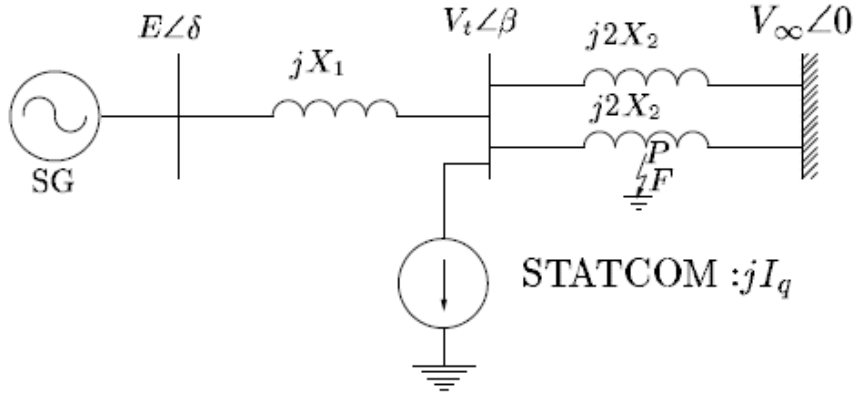 E∠δ
V_t∠β
V_∞∠0
jX_1
j2X_2
j2X_2
P
F
SG
STATCOM :jI_q